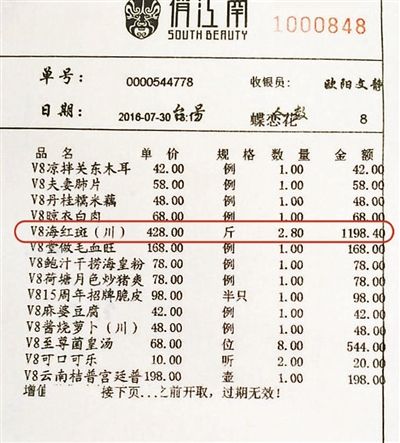 俏江南
SOUTH BEAUTY
1000848
单号: 0000544778 收银员: 欧阳文静
日期: 2016-07-30 蝶恋花 8
品名 单价 规格 数量 金额
V8凉拌关东木耳 42.00 例 1.00 42.00
V8夫妻肺片 58.00 例 1.00 58.00
V8丹桂糯米藕 48.00 例 1.00 48.00
V8晾衣白肉 68.00 例 1.00 68.00
V8海红斑(川) 428.00 斤 2.80 1198.40
V8堂做毛血旺 168.00 例 1.00 168.00
V8鲍汁干捞海皇粉 78.00 例 1.00 78.00
V8荷塘月色炒猪爽 78.00 例 1.00 78.00
V815周年招牌脆皮 98.00 半只 1.00 98.00
V8麻婆豆腐 42.00 例 1.00 42.00
V8酱烧萝卜(川) 48.00 例 1.00 48.00
V8至尊菌皇汤 68.00 位 8.00 544.00
V8可口可乐 10.00 听 2.00 20.00
V8云南桔普宫廷普 198.00 壶 1.00 198.00
增值 接下页...之前开取,过期无效!